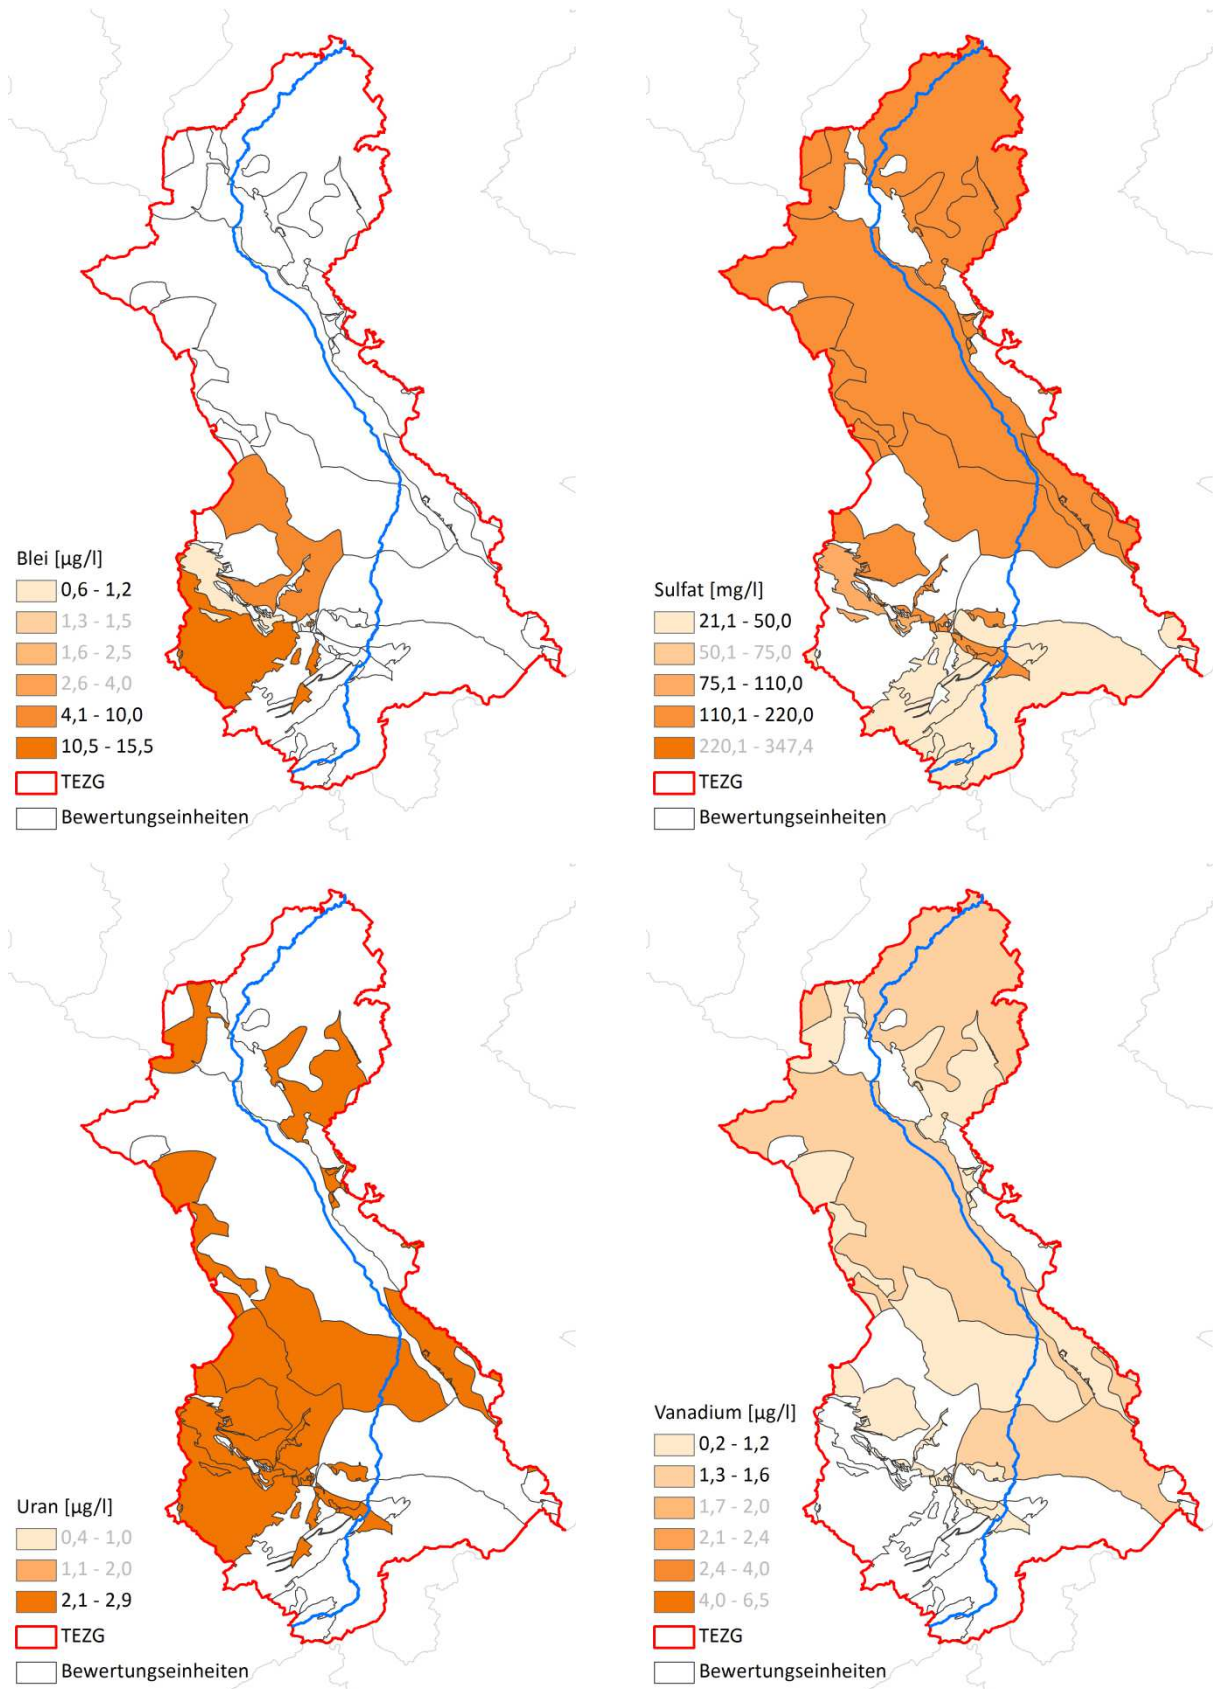 Blei [µg/l]
0,6 - 1,2
1,3 - 1,5
1,6 - 2,5
2,6 - 4,0
4,1 - 10,0
10,5 - 15,5
TEZG
Bewertungseinheiten
Sulfat [mg/l]
21,1 - 50,0
50,1 - 75,0
75,1 - 110,0
110,1 - 220,0
220,1 - 347,4
TEZG
Bewertungseinheiten
Uran [µg/l]
0,4 - 1,0
1,1 - 2,0
2,1 - 2,9
TEZG
Bewertungseinheiten
Vanadium [µg/l]
0,2 - 1,2
1,3 - 1,6
1,7 - 2,0
2,1 - 2,4
2,4 - 4,0
4,0 - 6,5
TEZG
Bewertungseinheiten